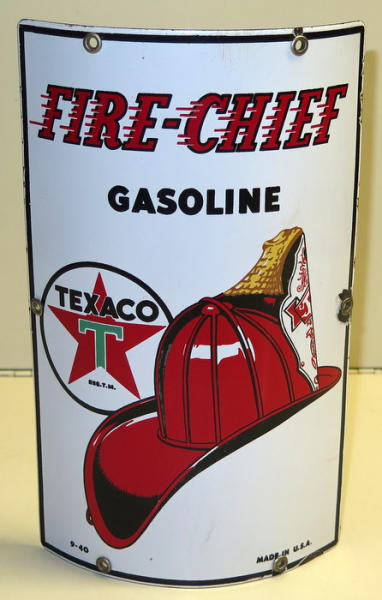 FIRE-CHIEF
GASOLINE
TEXACO
T
REG. T.M.
9-40
MADE IN U.S.A.